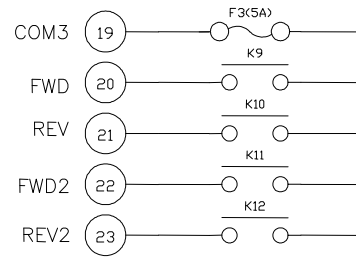 F3(5A)
COM3 19
K9
FWD 20
K10
REV 21
K11
FWD2 22
K12
REV2 23